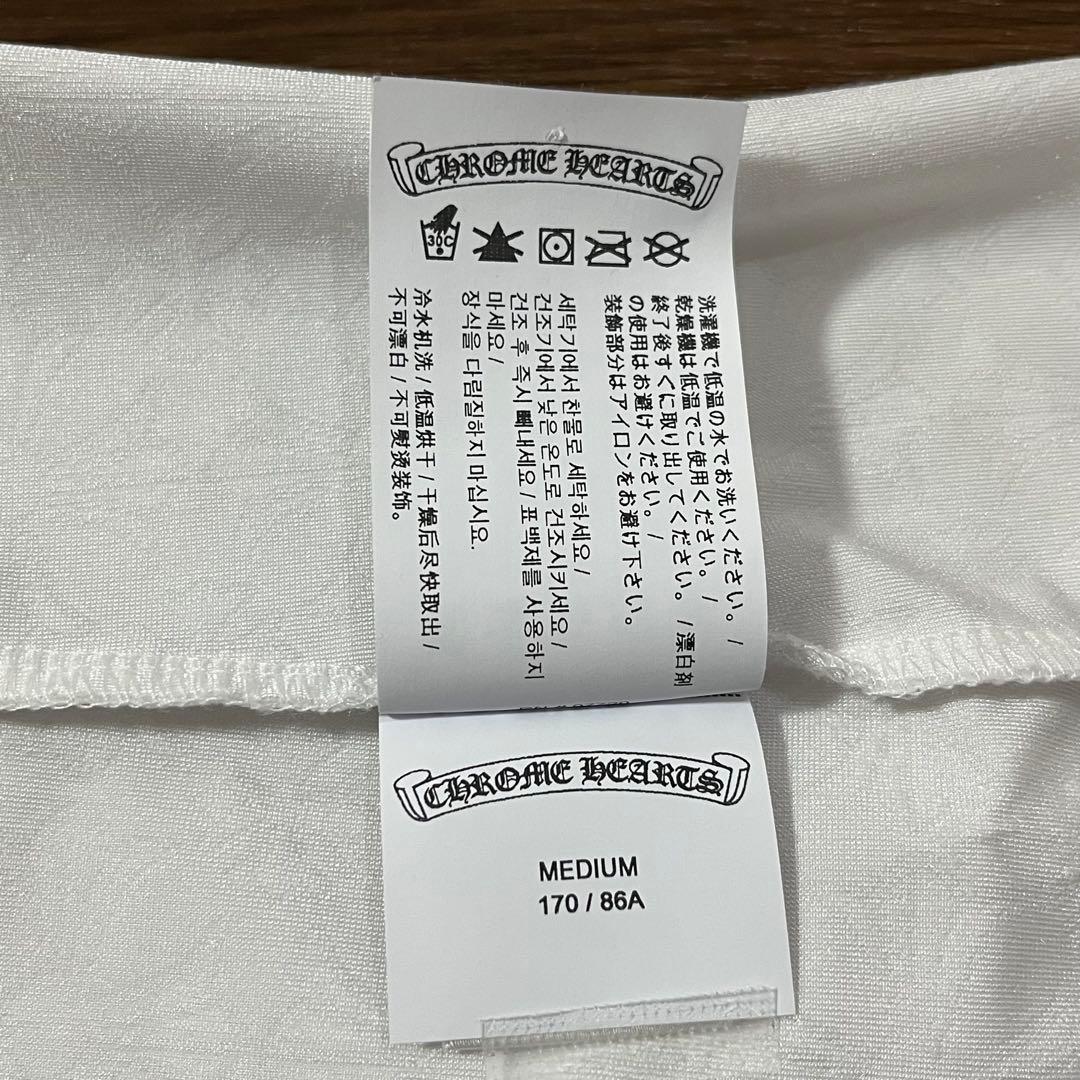 CHROME HEARTS
30C
洗濯機で低温の水でお洗いください。/
乾燥機は低温でご使用ください。/
終了後すぐに取り出してください。/漂白剤
の使用はお避けください。/
装飾部分はアイロンをお避け下さい。
세탁기에서 찬물로 세탁하세요/
건조기에서 낮은 온도로 건조시키세요/
건조 후 즉시 빼내세요/표백제를 사용하지
마세요/
장식을 다림질하지 마십시오.
冷水机洗/低温烘干/干燥后尽快取出/
不可漂白/不可熨烫装饰。
CHROME HEARTS
MEDIUM
170 / 86A